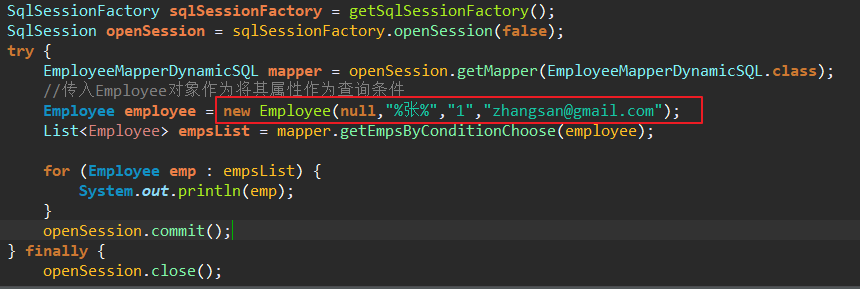 SqlSessionFactory sqlSessionFactory = getSqlSessionFactory();
SqlSession openSession = sqlSessionFactory.openSession(false);
try {
    EmployeeMapperDynamicSQL mapper = openSession.getMapper(EmployeeMapperDynamicSQL.class);
    //传入Employee对象作为将其属性作为查询条件
    Employee employee = new Employee(null,"%张%","1","zhangsan@gmail.com");
    List<Employee> empsList = mapper.getEmpsByConditionChoose(employee);
    for (Employee emp : empsList) {
        System.out.println(emp);
    }
    openSession.commit();
} finally {
    openSession.close();